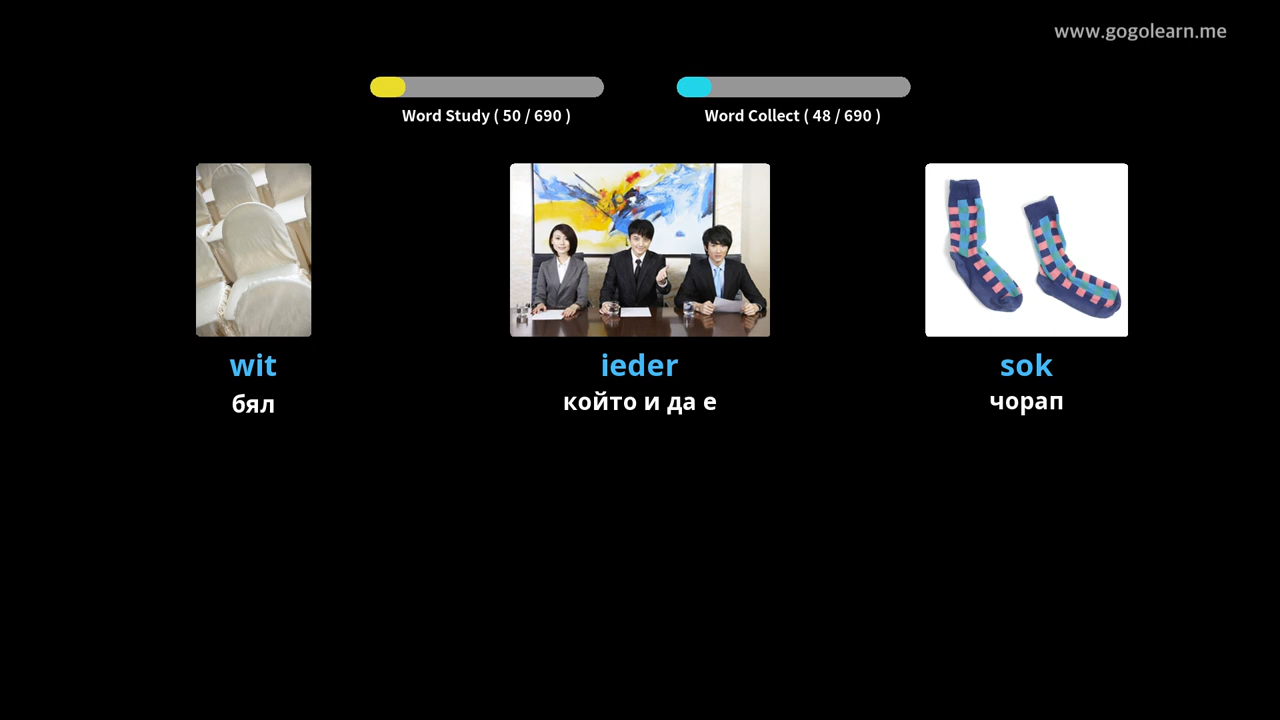 www.gogolearn.me
Word Study ( 50 / 690 )
Word Collect ( 48 / 690 )
wit
бял
ieder
който и да е
sok
чорап